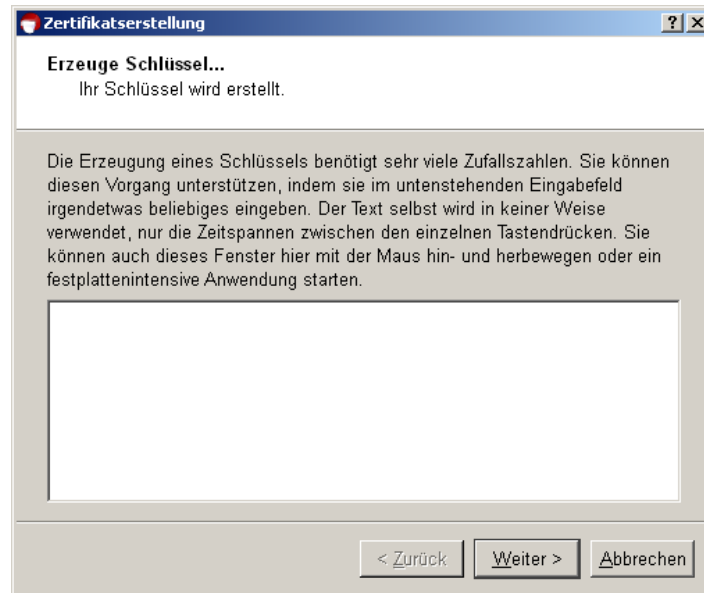 Zertifikatserstellung
Erzeuge Schlüssel...
Ihr Schlüssel wird erstellt.
Die Erzeugung eines Schlüssels benötigt sehr viele Zufallszahlen. Sie können
diesen Vorgang unterstützen, indem sie im untenstehenden Eingabefeld
irgendetwas beliebiges eingeben. Der Text selbst wird in keiner Weise
verwendet, nur die Zeitspannen zwischen den einzelnen Tastendrücken. Sie
können auch dieses Fenster hier mit der Maus hin- und herbewegen oder ein
festplattenintensive Anwendung starten.
< Zurück Weiter > Abbrechen